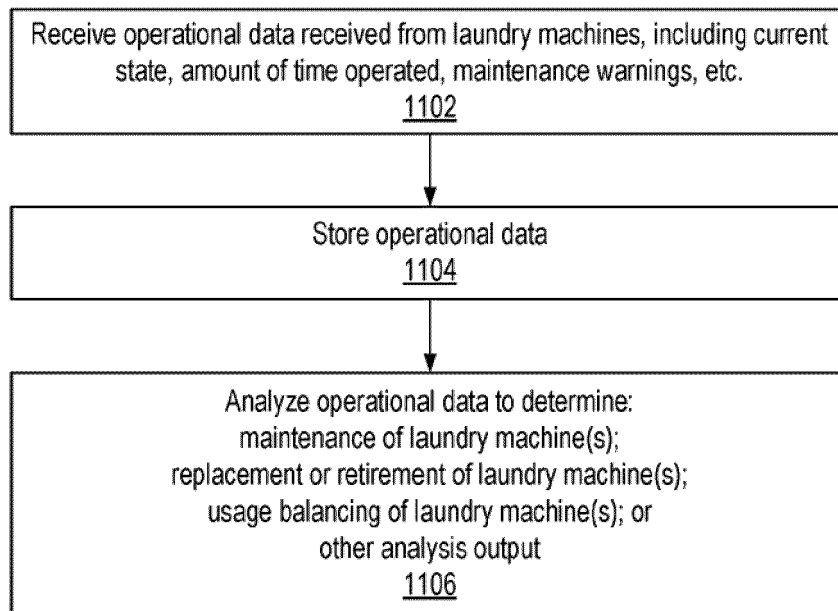 Receive operational data received from laundry machines, including current
state, amount of time operated, maintenance warnings, etc.
1102
Store operational data
1104
Analyze operational data to determine:
maintenance of laundry machine(s);
replacement or retirement of laundry machine(s);
usage balancing of laundry machine(s); or
other analysis output
1106